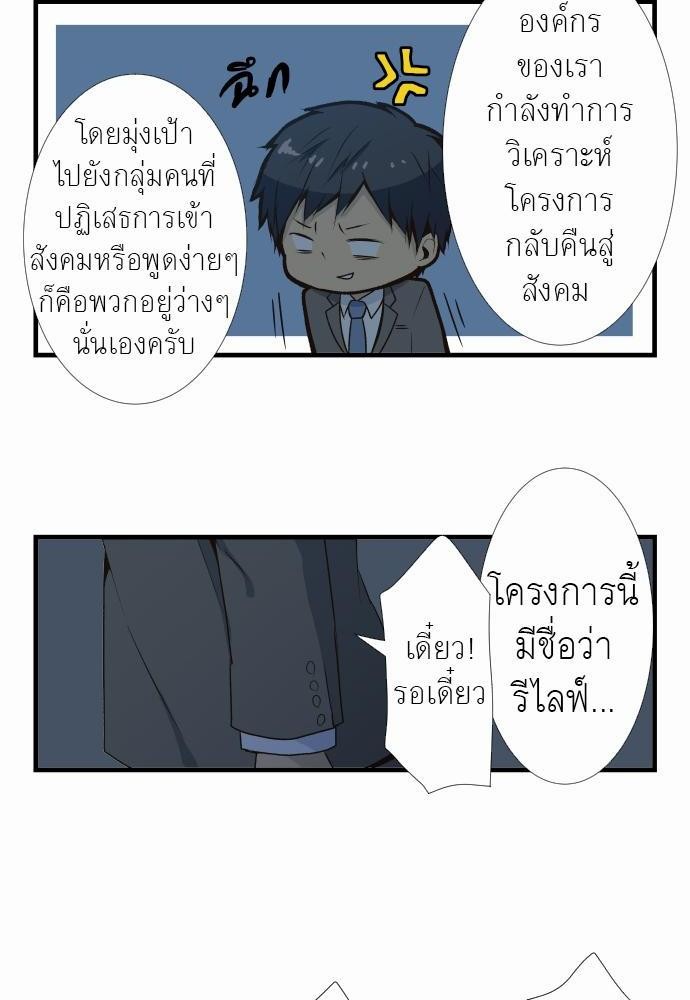 องค์กร
ของเรา
กำลังทำการ
วิเคราะห์
โครงการ
กลับคืนสู่
สังคม
ฉึก
โดยมุ่งเป้า
ไปยังกลุ่มคนที่
ปฏิเสธการเข้า
สังคมหรือพูดง่ายๆ
ก็คือพวกอยู่ว่างๆ
นั่นเองครับ
โครงการนี้
มีชื่อว่า
รีไลฟ์...
เดี๋ยว!
รอเดี๋ยว